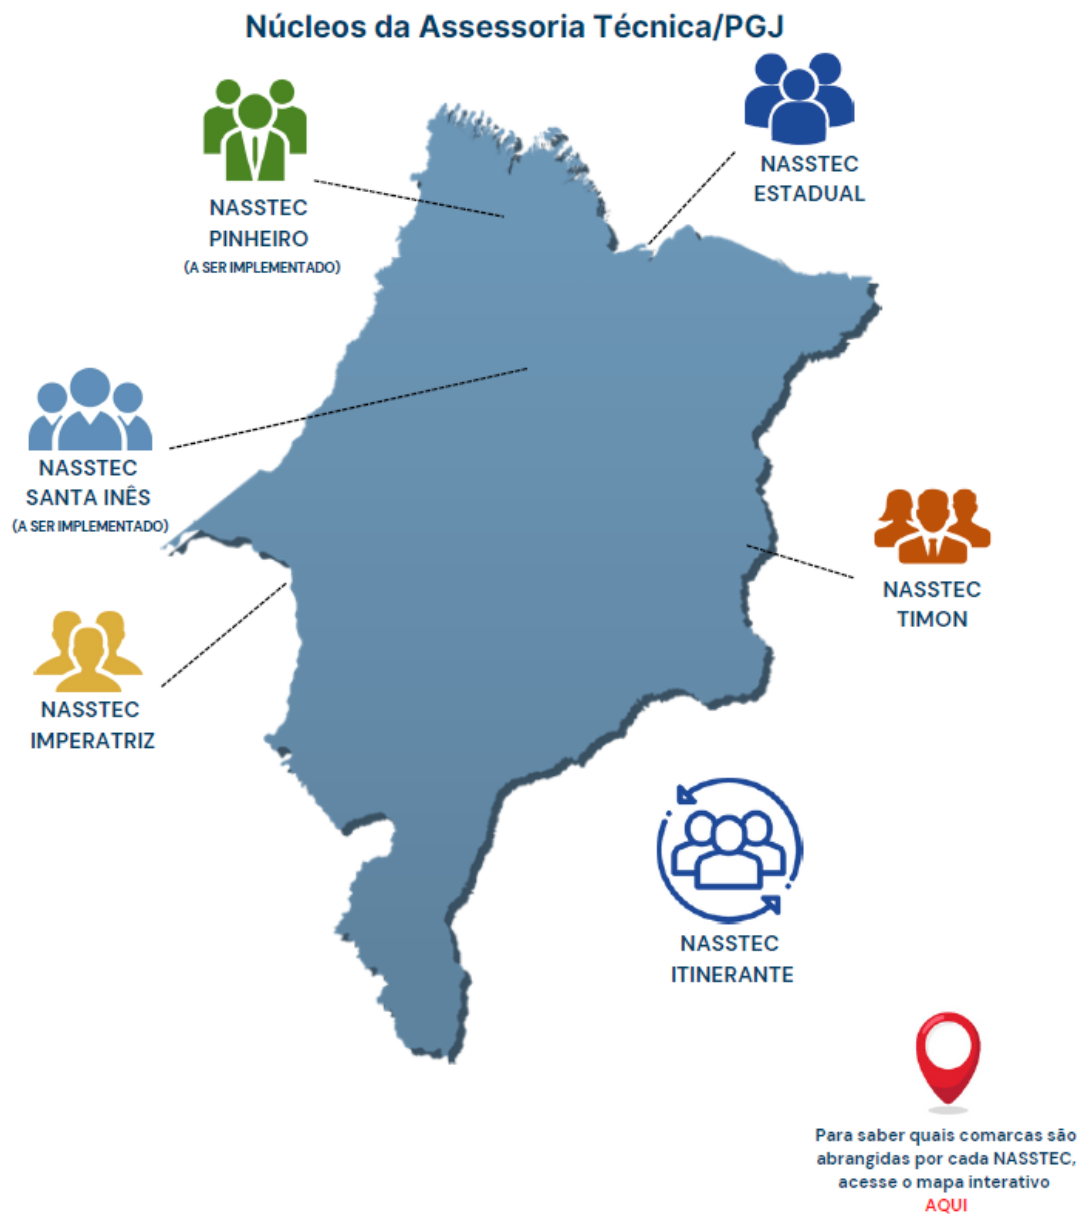 Núcleos da Assessoria Técnica/PGJ
NASSTEC
ESTADUAL
NASSTEC
PINHEIRO
(A SER IMPLEMENTADO)
NASSTEC
SANTA INÊS
(A SER IMPLEMENTADO)
NASSTEC
TIMON
NASSTEC
IMPERATRIZ
NASSTEC
ITINERANTE
Para saber quais comarcas são
abrangidas por cada NASSTEC,
acesse o mapa interativo
AQUI